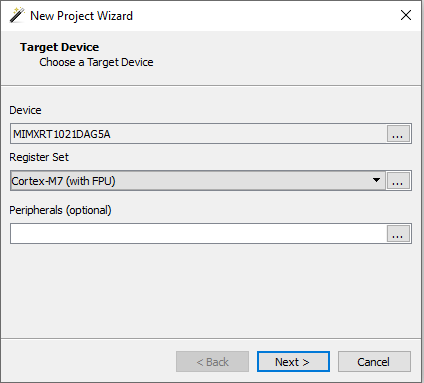 New Project Wizard
Target Device
Choose a Target Device
Device
MIMXRT1021DAG5A
...
Register Set
Cortex-M7 (with FPU)
...
Peripherals (optional)
...
< Back
Next >
Cancel